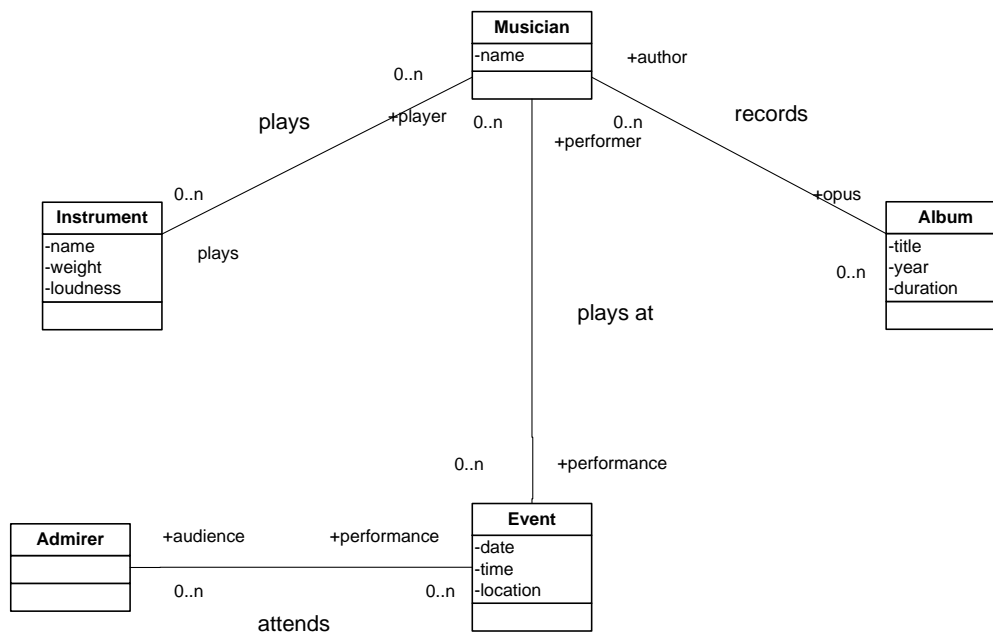 Musician
-name
+author
0..n
plays
+player
0..n
+performer
0..n
records
0..n
Instrument
-name
-weight
-loudness
plays
+opus
Album
-title
-year
-duration
0..n
plays at
0..n
+performance
Event
-date
-time
-location
Admirer
+audience
+performance
0..n
0..n
attends